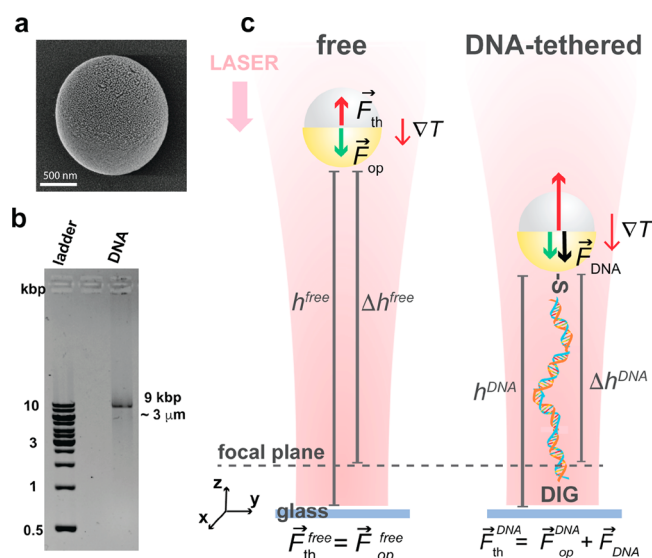 a
500 nm
b
ladder
DNA
kbp
10
3
1
0.5
9 kbp
~ 3 μm
c
free
DNA-tethered
LASER
F⃗th
F⃗op
∇T
h^free
Δh^free
F⃗DNA
∇T
-S
h^DNA
Δh^DNA
focal plane
DIG
z
y
x
glass
F⃗th^free = F⃗op^free
F⃗th^DNA = F⃗op^DNA + F⃗DNA